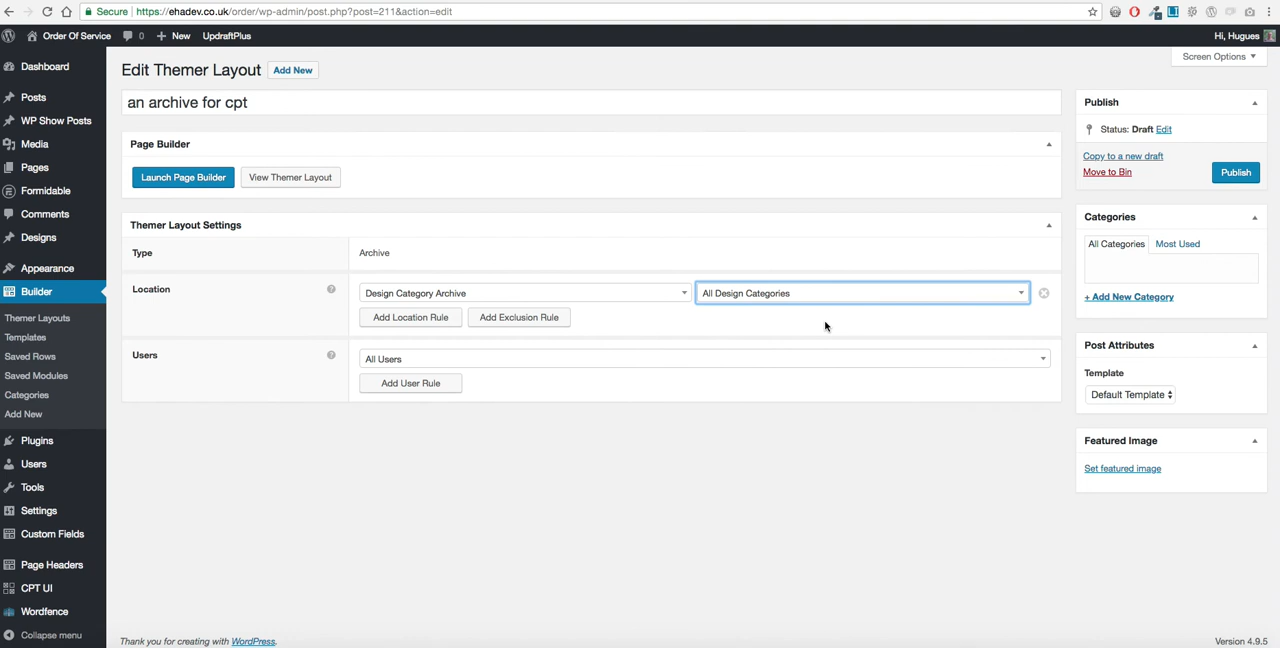 Secure https://ehadev.co.uk/order/wp-admin/post.php?post=211&action=edit
Order Of Service 0 New UpdraftPlus Hi, Hugues
Screen Options
Dashboard
Posts
WP Show Posts
Media
Pages
Formidable
Comments
Designs
Appearance
Builder
Themer Layouts
Templates
Saved Rows
Saved Modules
Categories
Add New
Plugins
Users
Tools
Settings
Custom Fields
Page Headers
CPT UI
Wordfence
Collapse menu
Edit Themer Layout Add New
an archive for cpt
Page Builder
Launch Page Builder View Themer Layout
Themer Layout Settings
Type Archive
Location Design Category Archive All Design Categories
Add Location Rule Add Exclusion Rule
Users All Users
Add User Rule
Publish
Status: Draft Edit
Copy to a new draft
Move to Bin Publish
Categories
All Categories Most Used
+ Add New Category
Post Attributes
Template
Default Template
Featured Image
Set featured image
Thank you for creating with WordPress. Version 4.9.5